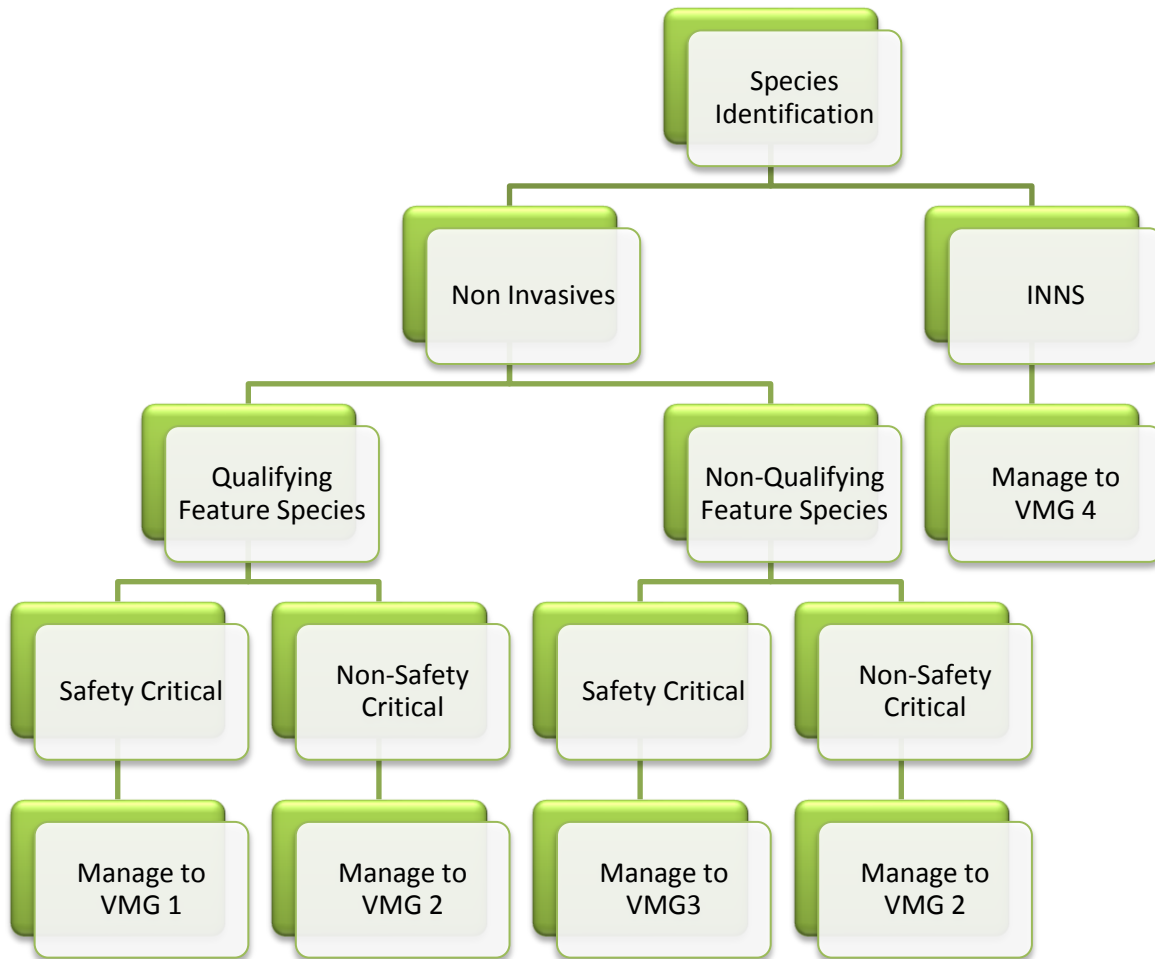 Species
Identification
Non Invasives
INNS
Qualifying
Feature Species
Non-Qualifying
Feature Species
Manage to
VMG 4
Safety Critical
Non-Safety
Critical
Safety Critical
Non-Safety
Critical
Manage to
VMG 1
Manage to
VMG 2
Manage to
VMG3
Manage to
VMG 2